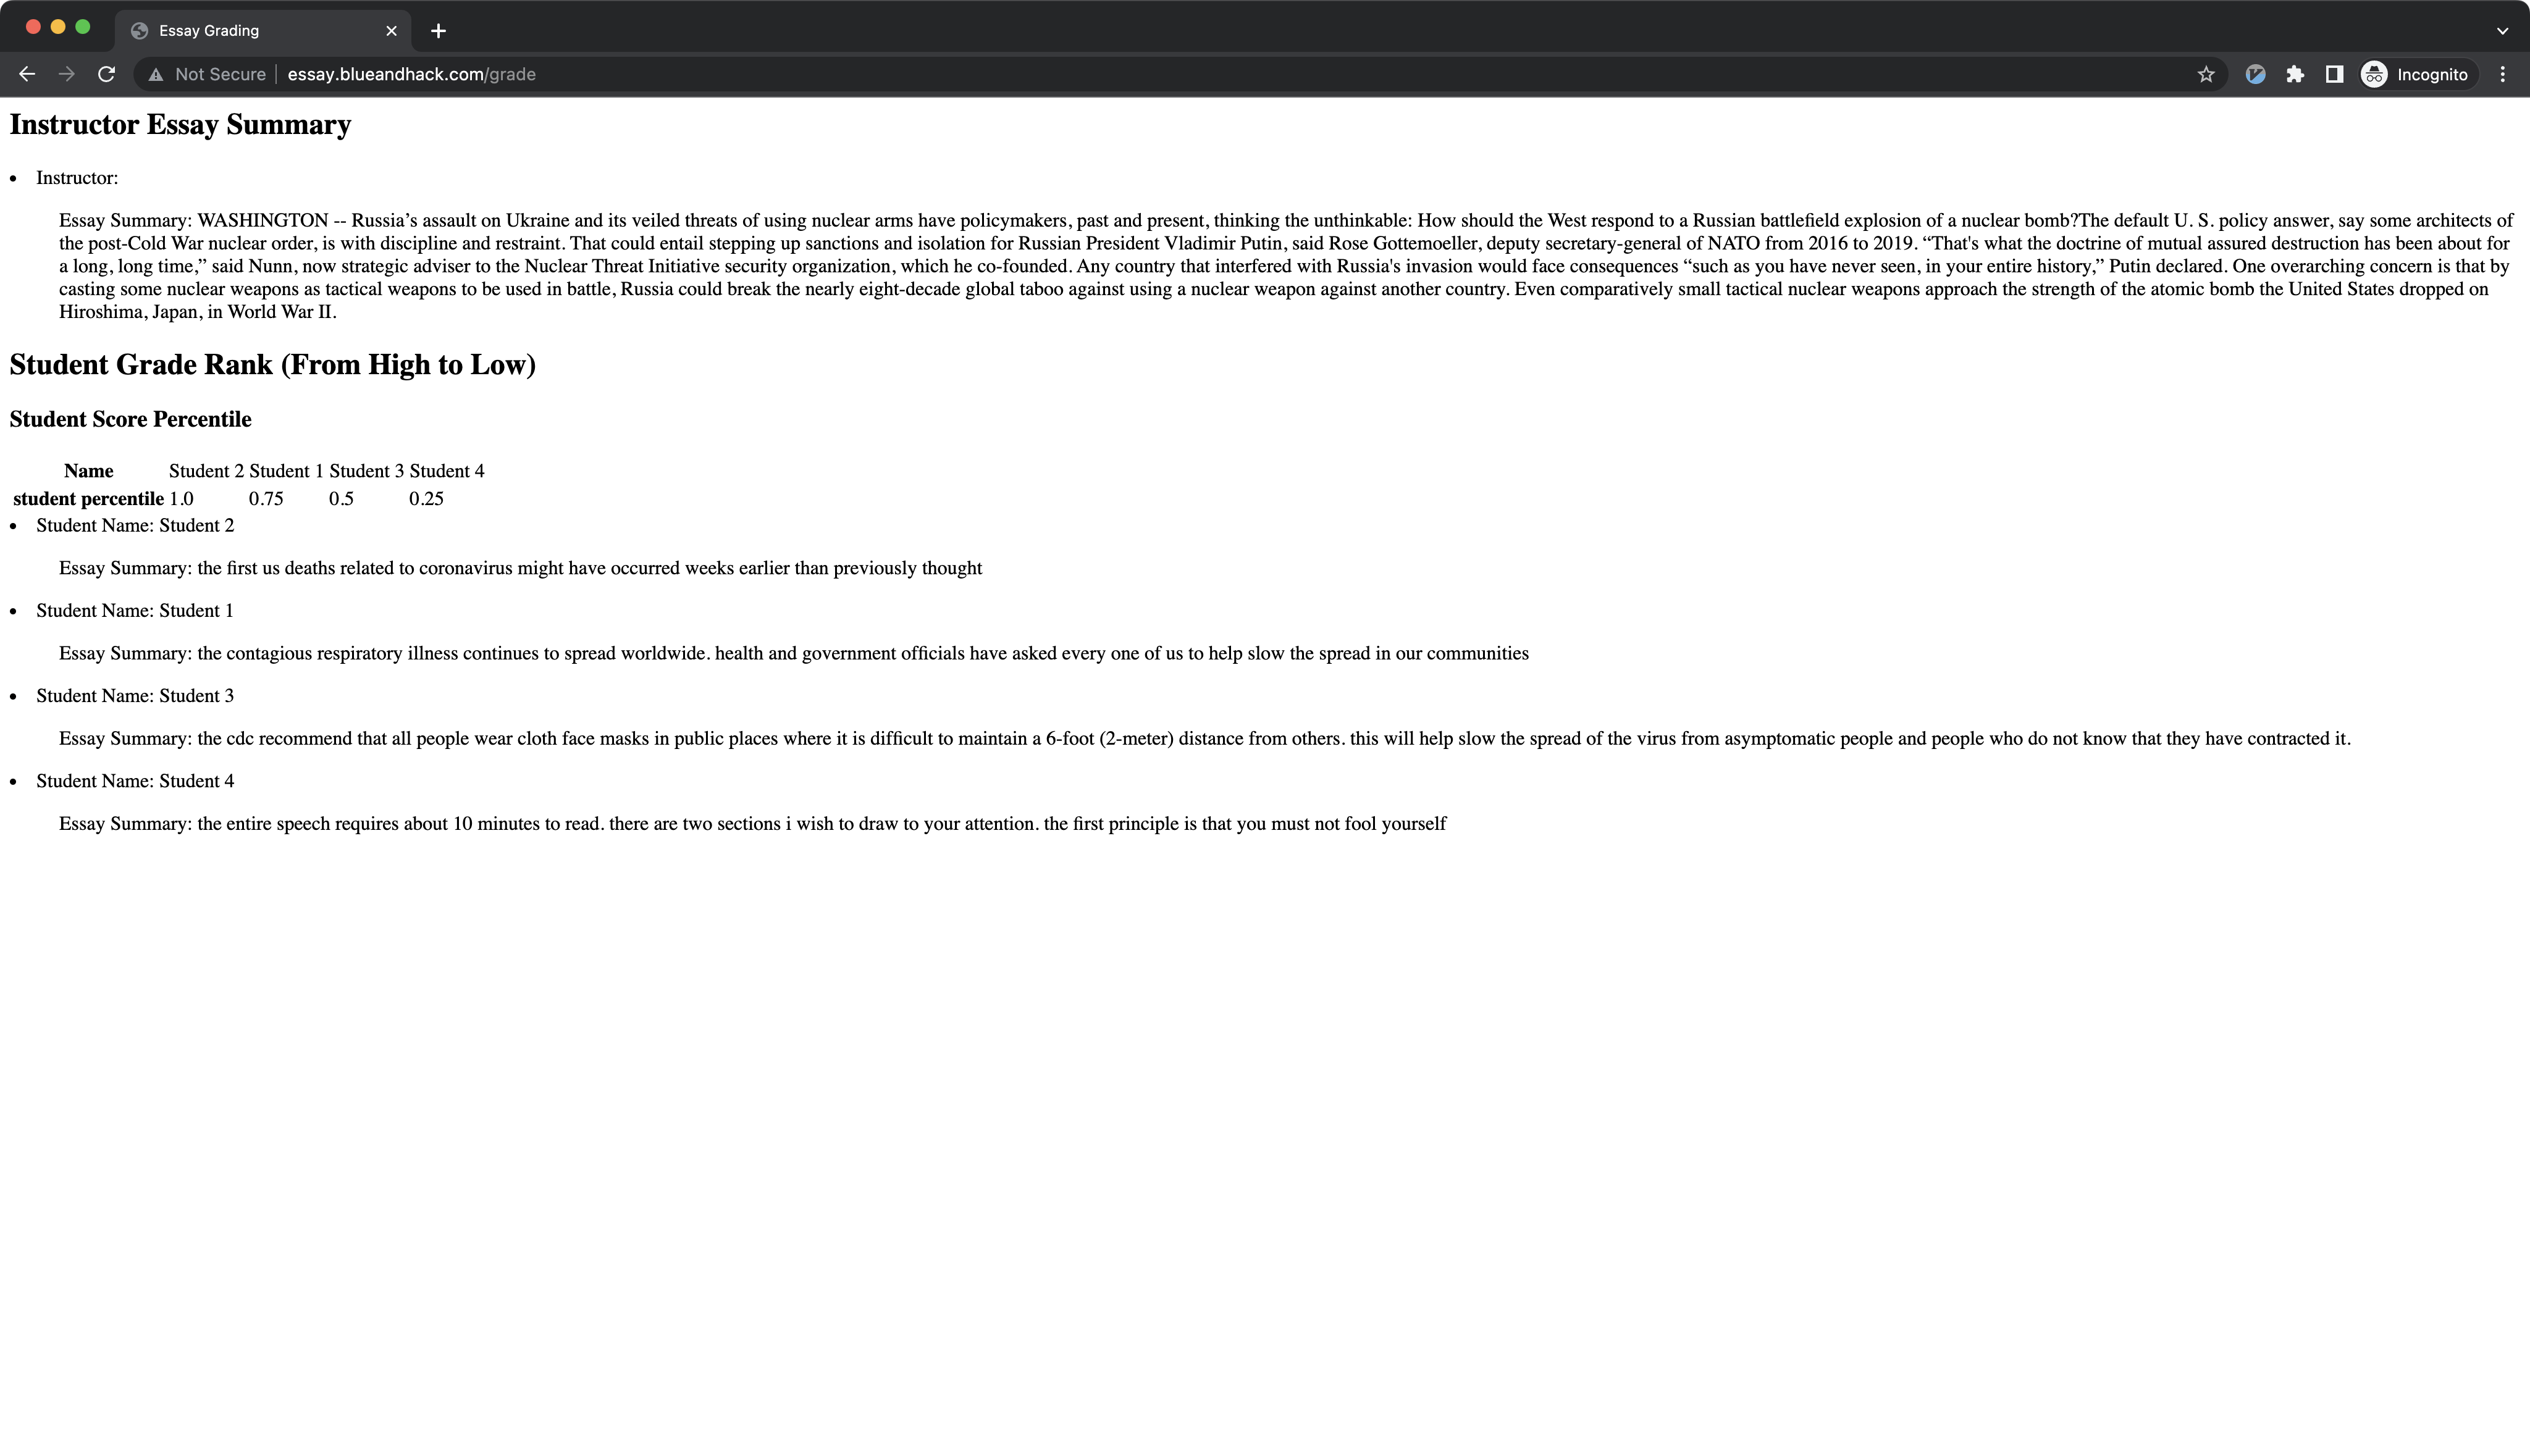 Essay Grading
Not Secure essay.blueandhack.com/grade Incognito
Instructor Essay Summary
Instructor:
Essay Summary: WASHINGTON -- Russia’s assault on Ukraine and its veiled threats of using nuclear arms have policymakers, past and present, thinking the unthinkable: How should the West respond to a Russian battlefield explosion of a nuclear bomb?The default U. S. policy answer, say some architects of
the post-Cold War nuclear order, is with discipline and restraint. That could entail stepping up sanctions and isolation for Russian President Vladimir Putin, said Rose Gottemoeller, deputy secretary-general of NATO from 2016 to 2019. “That's what the doctrine of mutual assured destruction has been about for
a long, long time,” said Nunn, now strategic adviser to the Nuclear Threat Initiative security organization, which he co-founded. Any country that interfered with Russia's invasion would face consequences “such as you have never seen, in your entire history,” Putin declared. One overarching concern is that by
casting some nuclear weapons as tactical weapons to be used in battle, Russia could break the nearly eight-decade global taboo against using a nuclear weapon against another country. Even comparatively small tactical nuclear weapons approach the strength of the atomic bomb the United States dropped on
Hiroshima, Japan, in World War II.
Student Grade Rank (From High to Low)
Student Score Percentile
Name Student 2 Student 1 Student 3 Student 4
student percentile 1.0 0.75 0.5 0.25
Student Name: Student 2
Essay Summary: the first us deaths related to coronavirus might have occurred weeks earlier than previously thought
Student Name: Student 1
Essay Summary: the contagious respiratory illness continues to spread worldwide. health and government officials have asked every one of us to help slow the spread in our communities
Student Name: Student 3
Essay Summary: the cdc recommend that all people wear cloth face masks in public places where it is difficult to maintain a 6-foot (2-meter) distance from others. this will help slow the spread of the virus from asymptomatic people and people who do not know that they have contracted it.
Student Name: Student 4
Essay Summary: the entire speech requires about 10 minutes to read. there are two sections i wish to draw to your attention. the first principle is that you must not fool yourself